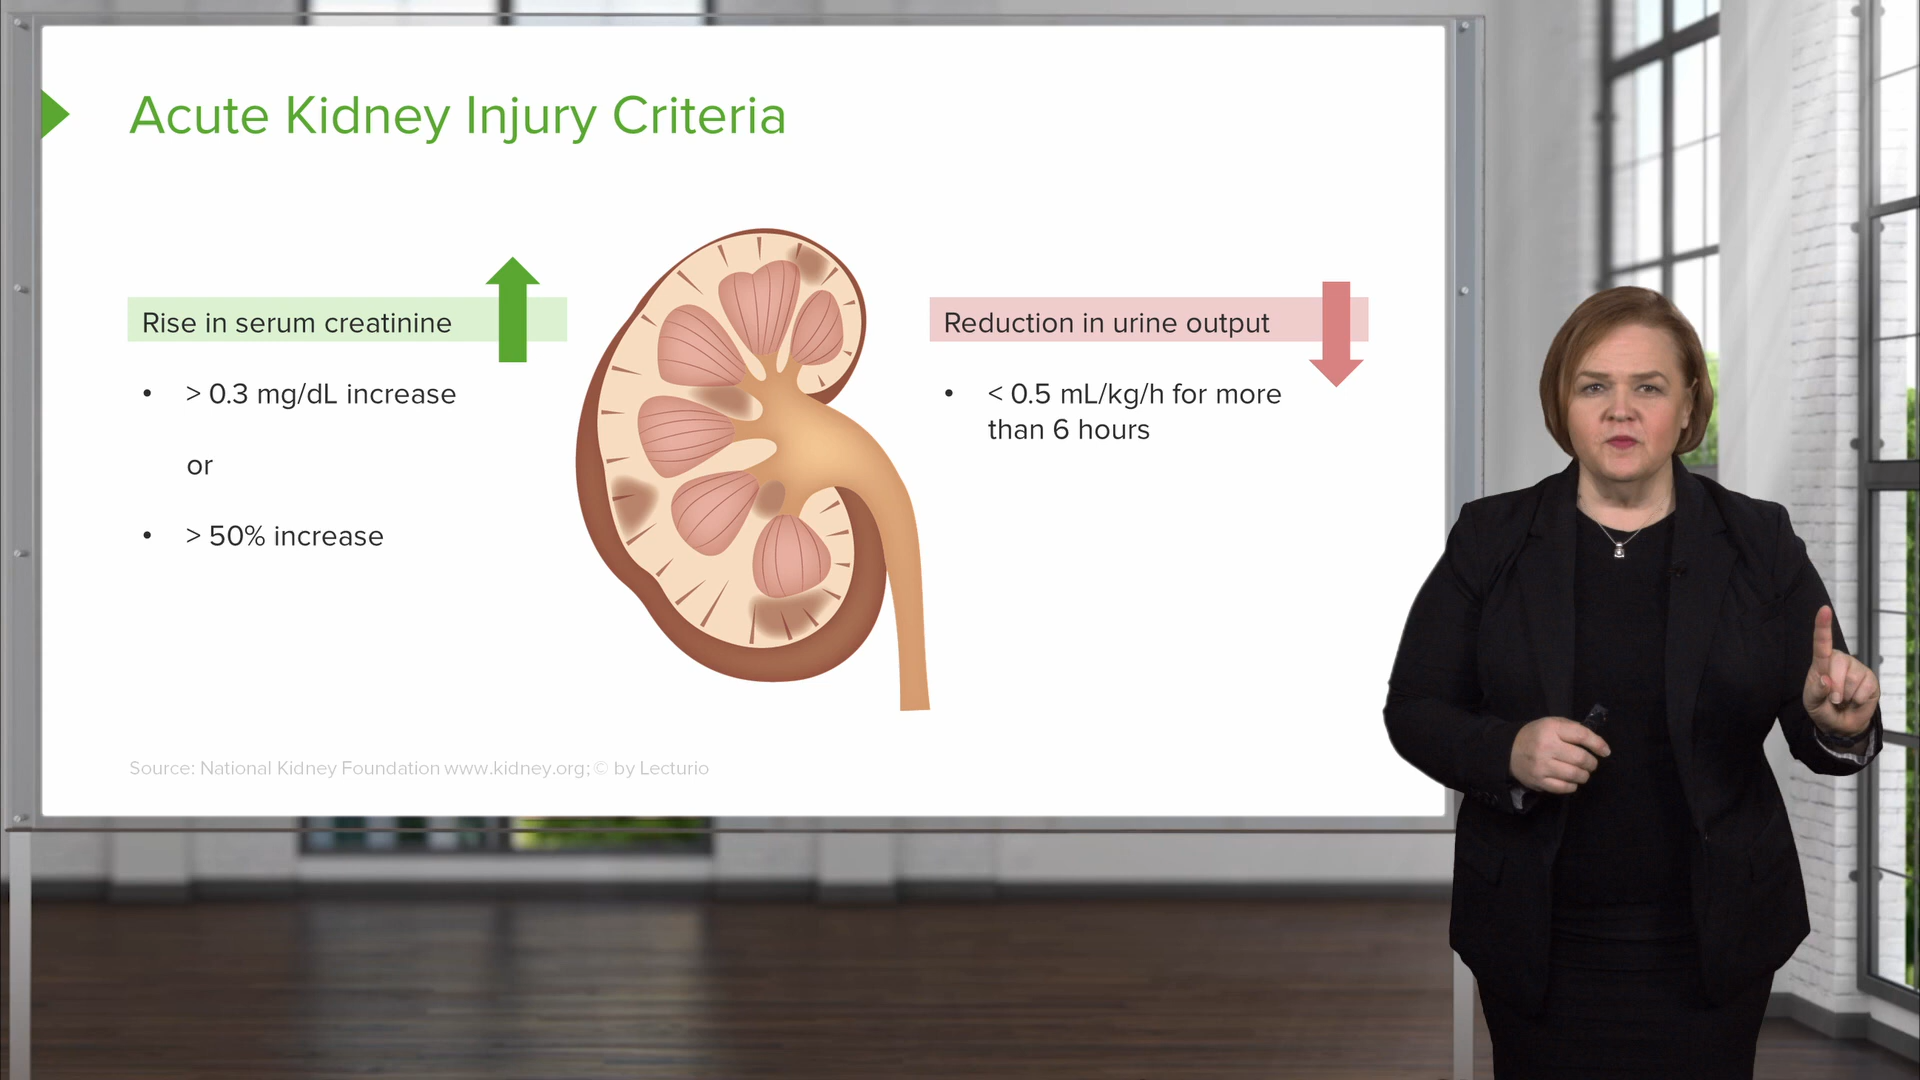 Acute Kidney Injury Criteria
Rise in serum creatinine
• > 0.3 mg/dL increase
or
• > 50% increase
Reduction in urine output
• < 0.5 mL/kg/h for more
than 6 hours
Source: National Kidney Foundation www.kidney.org; © by Lecturio